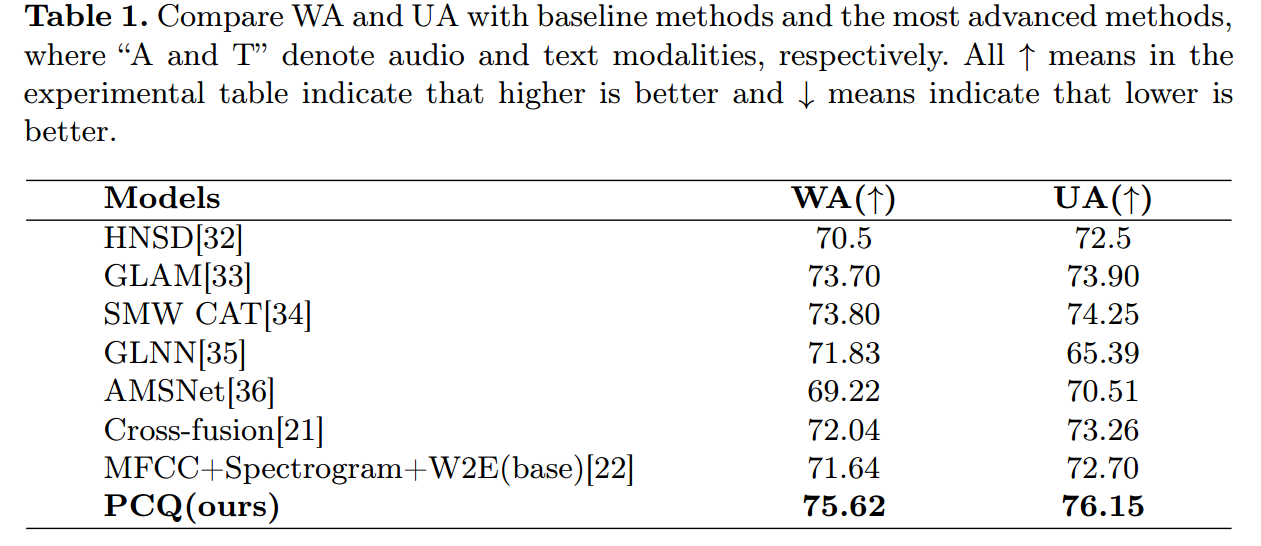 Table 1. Compare WA and UA with baseline methods and the most advanced methods,
where “A and T” denote audio and text modalities, respectively. All ↑ means in the
experimental table indicate that higher is better and ↓ means indicate that lower is
better.
Models WA(↑) UA(↑)
HNSD[32] 70.5 72.5
GLAM[33] 73.70 73.90
SMW CAT[34] 73.80 74.25
GLNN[35] 71.83 65.39
AMSNet[36] 69.22 70.51
Cross-fusion[21] 72.04 73.26
MFCC+Spectrogram+W2E(base)[22] 71.64 72.70
PCQ(ours) 75.62 76.15